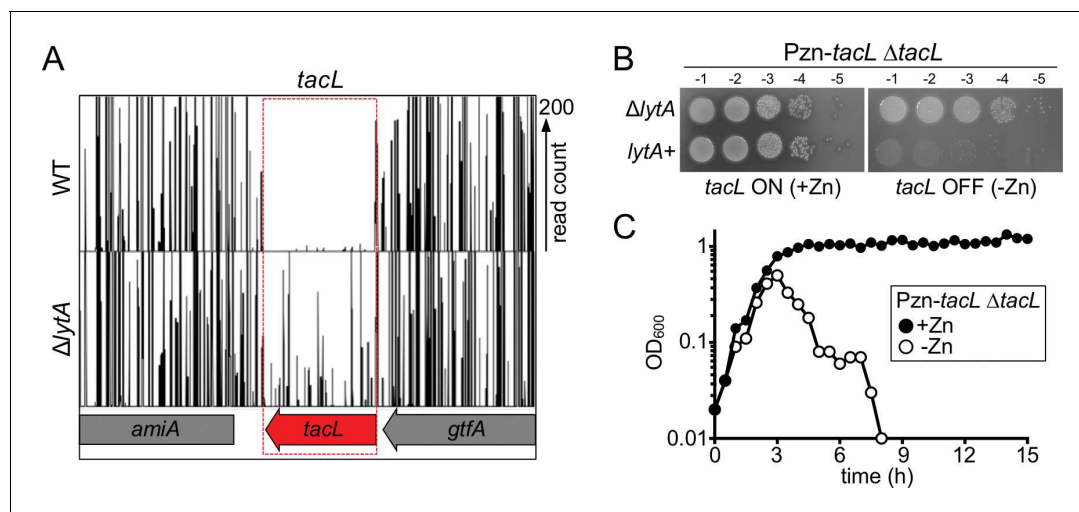 A
tacL
200
read count
WT
ΔlytA
amiA
tacL
gtfA
B
Pzn-tacL ΔtacL
-1 -2 -3 -4 -5 -1 -2 -3 -4 -5
ΔlytA
lytA+
tacL ON (+Zn) tacL OFF (-Zn)
C
1
0.1
0.01
OD600
Pzn-tacL ΔtacL
+Zn
-Zn
0 3 6 9 12 15
time (h)